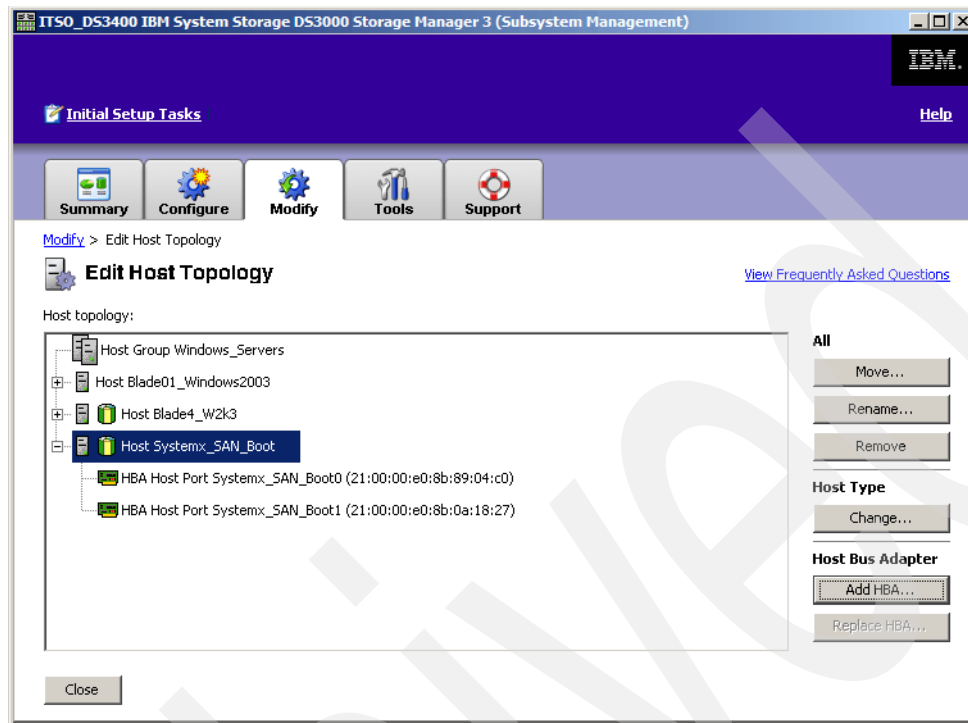 ITSO_DS3400 IBM System Storage DS3000 Storage Manager 3 (Subsystem Management)
IBM.
Initial Setup Tasks
Help
Summary
Configure
Modify
Tools
Support
Modify > Edit Host Topology
Edit Host Topology
View Frequently Asked Questions
Host topology:
Host Group Windows_Servers
Host Blade01_Windows2003
Host Blade4_W2k3
Host Systemx_SAN_Boot
HBA Host Port Systemx_SAN_Boot0 (21:00:00:e0:8b:89:04:c0)
HBA Host Port Systemx_SAN_Boot1 (21:00:00:e0:8b:0a:18:27)
All
Move...
Rename...
Remove
Host Type
Change...
Host Bus Adapter
Add HBA...
Replace HBA...
Close